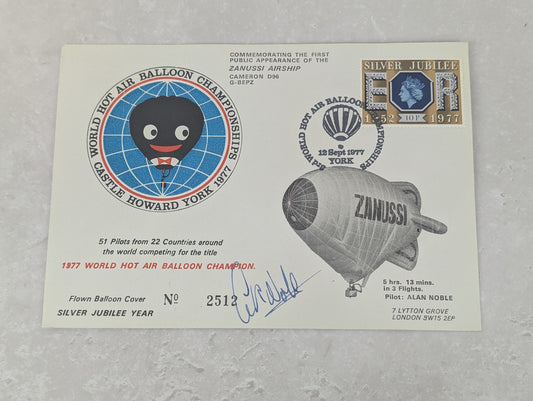 COMMEMORATING THE FIRST
PUBLIC APPEARANCE OF THE
ZANUSSI AIRSHIP
CAMERON D96
G-BEPZ
SILVER JUBILEE
E R
1952 10P 1977
WORLD HOT AIR BALLOON CHAMPIONSHIPS
CASTLE HOWARD YORK 1977
3rd WORLD HOT AIR BALLOON CHAMPIONSHIPS
12 Sept 1977
YORK
ZANUSSI
51 Pilots from 22 Countries around
the world competing for the title
1977 WORLD HOT AIR BALLOON CHAMPION.
5 hrs. 13 mins.
in 3 Flights.
Pilot: ALAN NOBLE
Flown Balloon Cover No 2512
SILVER JUBILEE YEAR
7 LYTTON GROVE
LONDON SW15 2EP